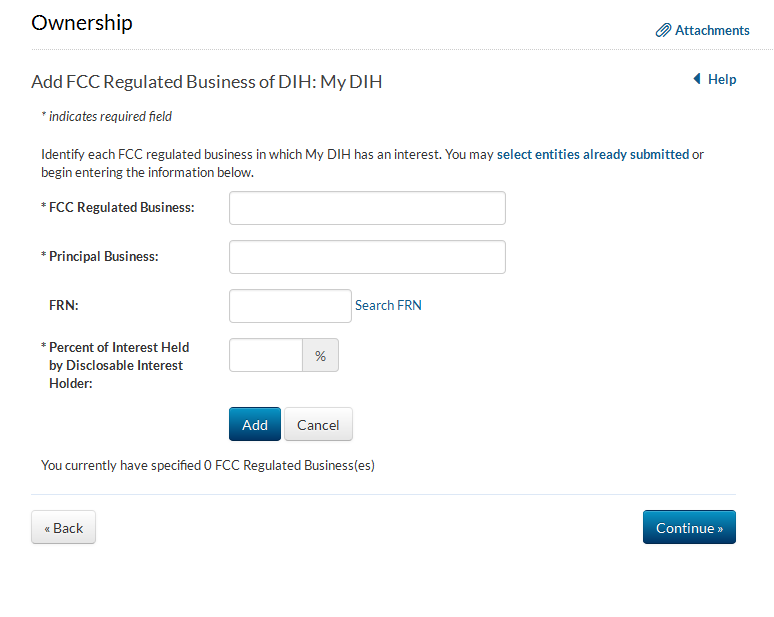 Ownership
Attachments
Add FCC Regulated Business of DIH: My DIH
Help
* indicates required field
Identify each FCC regulated business in which My DIH has an interest. You may select entities already submitted or
begin entering the information below.
* FCC Regulated Business:
* Principal Business:
FRN:
Search FRN
* Percent of Interest Held
by Disclosable Interest
Holder:
%
Add
Cancel
You currently have specified 0 FCC Regulated Business(es)
« Back
Continue »